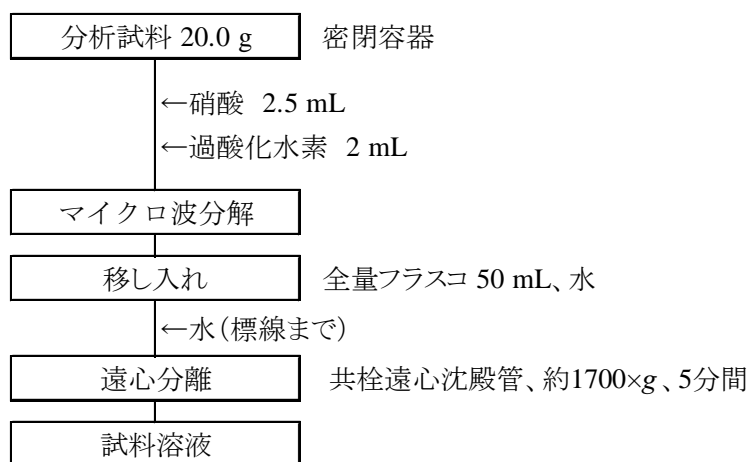 分析試料 20.0 g 密閉容器
←硝酸 2.5 mL
←過酸化水素 2 mL
マイクロ波分解
移し入れ 全量フラスコ 50 mL、水
←水(標線まで)
遠心分離 共栓遠心沈殿管、約1700×g、5分間
試料溶液